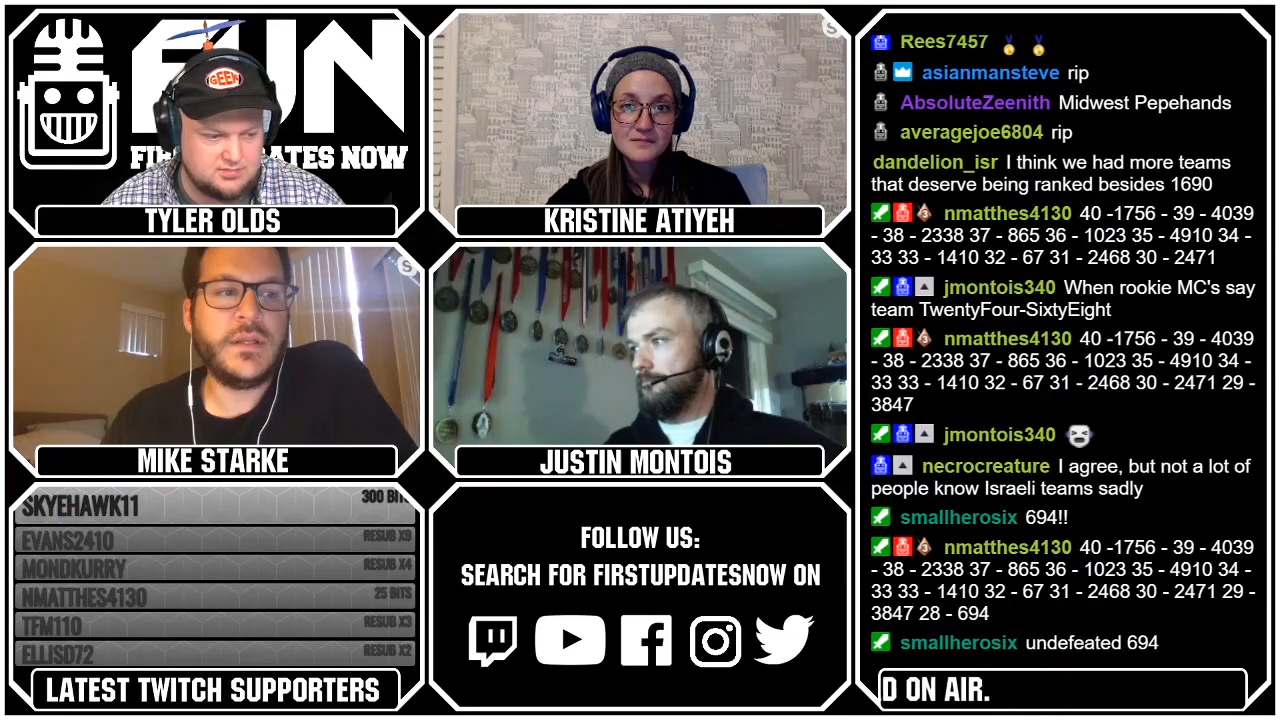 FUN
GEEK
TYLER OLDS
KRISTINE ATIYEH
MIKE STARKE
JUSTIN MONTOIS
SKYEHAWK11 300
EVANS2410 RESUB X9
MONDKURRY RESUB X4
NMATTHES4130 25 BITS
TFM110 RESUB X3
ELLISD72 RESUB X2
LATEST TWITCH SUPPORTERS
FOLLOW US:
SEARCH FOR FIRSTUPDATESNOW ON
Rees7457
asianmansteve rip
AbsoluteZeenith Midwest Pepehands
averagejoe6804 rip
dandelion_isr I think we had more teams
that deserve being ranked besides 1690
nmatthes4130 40 -1756 - 39 - 4039
- 38 - 2338 37 - 865 36 - 1023 35 - 4910 34 -
33 33 - 1410 32 - 67 31 - 2468 30 - 2471
jmontois340 When rookie MC's say
team TwentyFour-SixtyEight
nmatthes4130 40 -1756 - 39 - 4039
- 38 - 2338 37 - 865 36 - 1023 35 - 4910 34 -
33 33 - 1410 32 - 67 31 - 2468 30 - 2471 29 -
3847
jmontois340
necrocreature I agree, but not a lot of
people know Israeli teams sadly
smallherosix 694!!
nmatthes4130 40 -1756 - 39 - 4039
- 38 - 2338 37 - 865 36 - 1023 35 - 4910 34 -
33 33 - 1410 32 - 67 31 - 2468 30 - 2471 29 -
3847 28 - 694
smallherosix undefeated 694
D ON AIR.